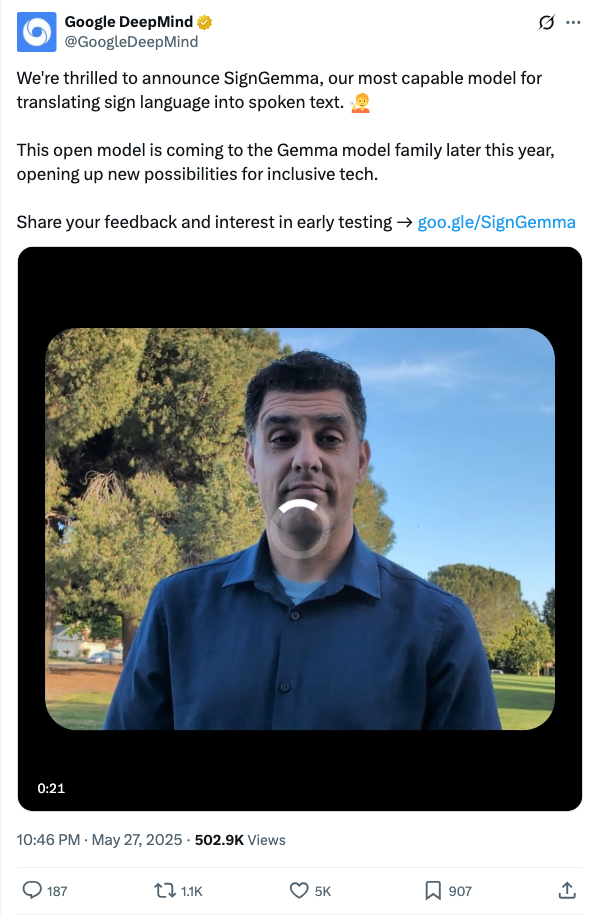 Google DeepMind
@GoogleDeepMind
We're thrilled to announce SignGemma, our most capable model for
translating sign language into spoken text. 🧏
This open model is coming to the Gemma model family later this year,
opening up new possibilities for inclusive tech.
Share your feedback and interest in early testing → goo.gle/SignGemma
0:21
10:46 PM · May 27, 2025 · 502.9K Views
187 1.1K 5K 907